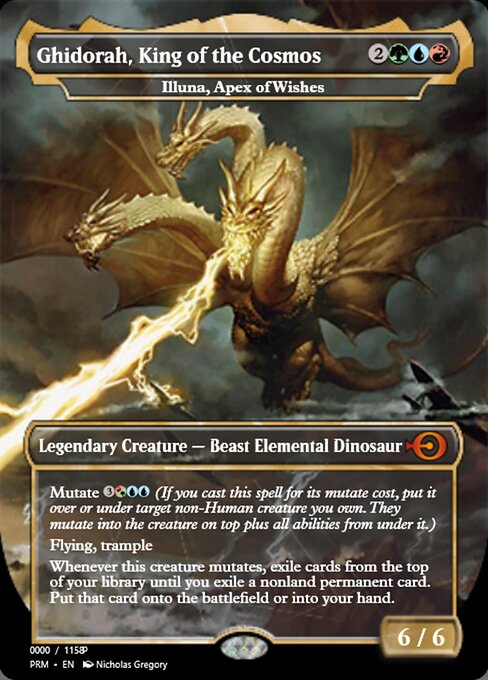 Ghidorah, King of the Cosmos 2
Illuna, Apex of Wishes
Legendary Creature — Beast Elemental Dinosaur
Mutate 3 (If you cast this spell for its mutate cost, put it
over or under target non-Human creature you own. They
mutate into the creature on top plus all abilities from under it.)
Flying, trample
Whenever this creature mutates, exile cards from the top
of your library until you exile a nonland permanent card.
Put that card onto the battlefield or into your hand.
6/6
0000 / 1158P
PRM • EN Nicholas Gregory